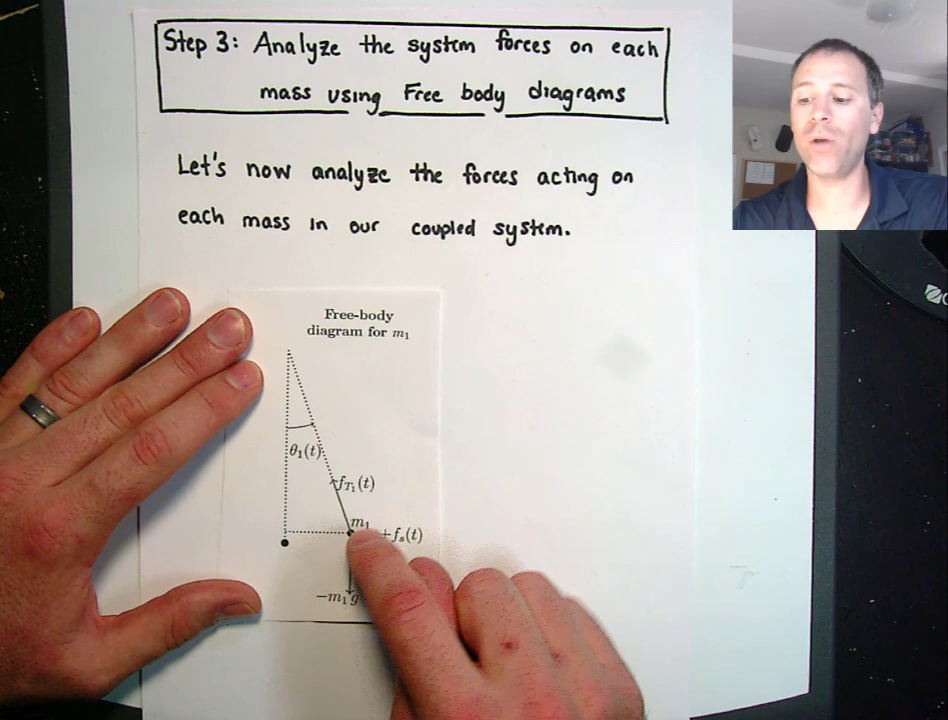 Step 3: Analyze the system forces on each
mass using Free body diagrams
Let's now analyze the forces acting on
each mass in our coupled system.
Free-body
diagram for m₁
θ₁(t)
f_T₁(t)
m₁
+f_s(t)
−m₁g